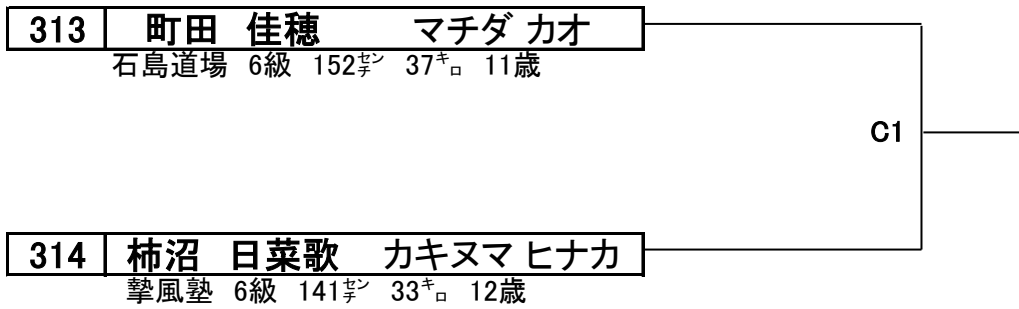 313 町田 佳穂 マチダ カオ
石島道場 6級 152㌢ 37㌔ 11歳
C1
314 柿沼 日菜歌 カキヌマ ヒナカ
摯風塾 6級 141㌢ 33㌔ 12歳